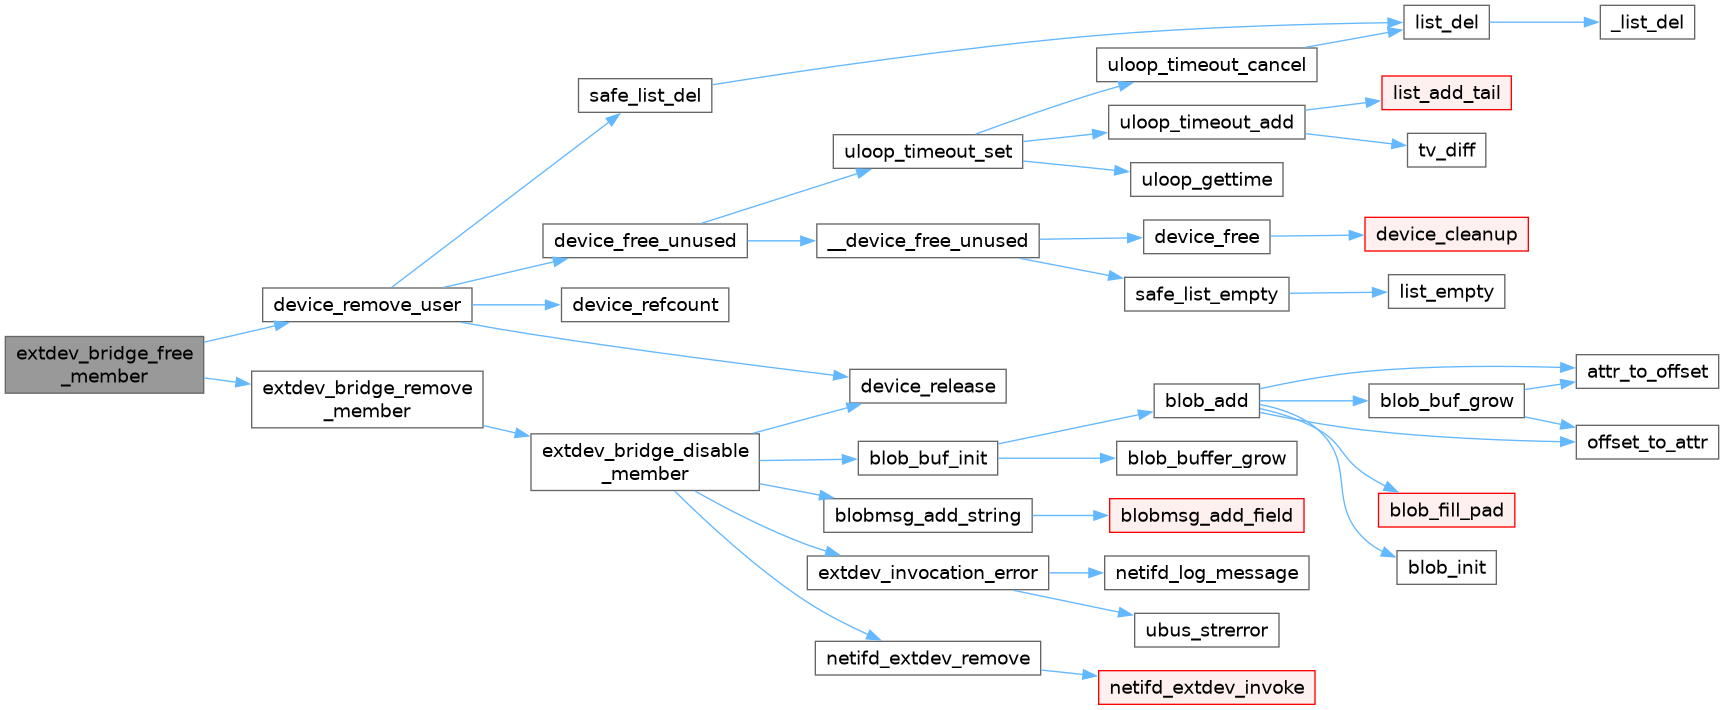 list_del
_list_del
uloop_timeout_cancel
safe_list_del
list_add_tail
uloop_timeout_add
uloop_timeout_set
tv_diff
uloop_gettime
device_free_unused
__device_free_unused
device_free
device_cleanup
safe_list_empty
list_empty
device_remove_user
device_refcount
extdev_bridge_free
_member
extdev_bridge_remove
_member
device_release
attr_to_offset
blob_add
blob_buf_grow
offset_to_attr
extdev_bridge_disable
_member
blob_buf_init
blob_buffer_grow
blobmsg_add_string
blobmsg_add_field
blob_fill_pad
blob_init
extdev_invocation_error
netifd_log_message
ubus_strerror
netifd_extdev_remove
netifd_extdev_invoke